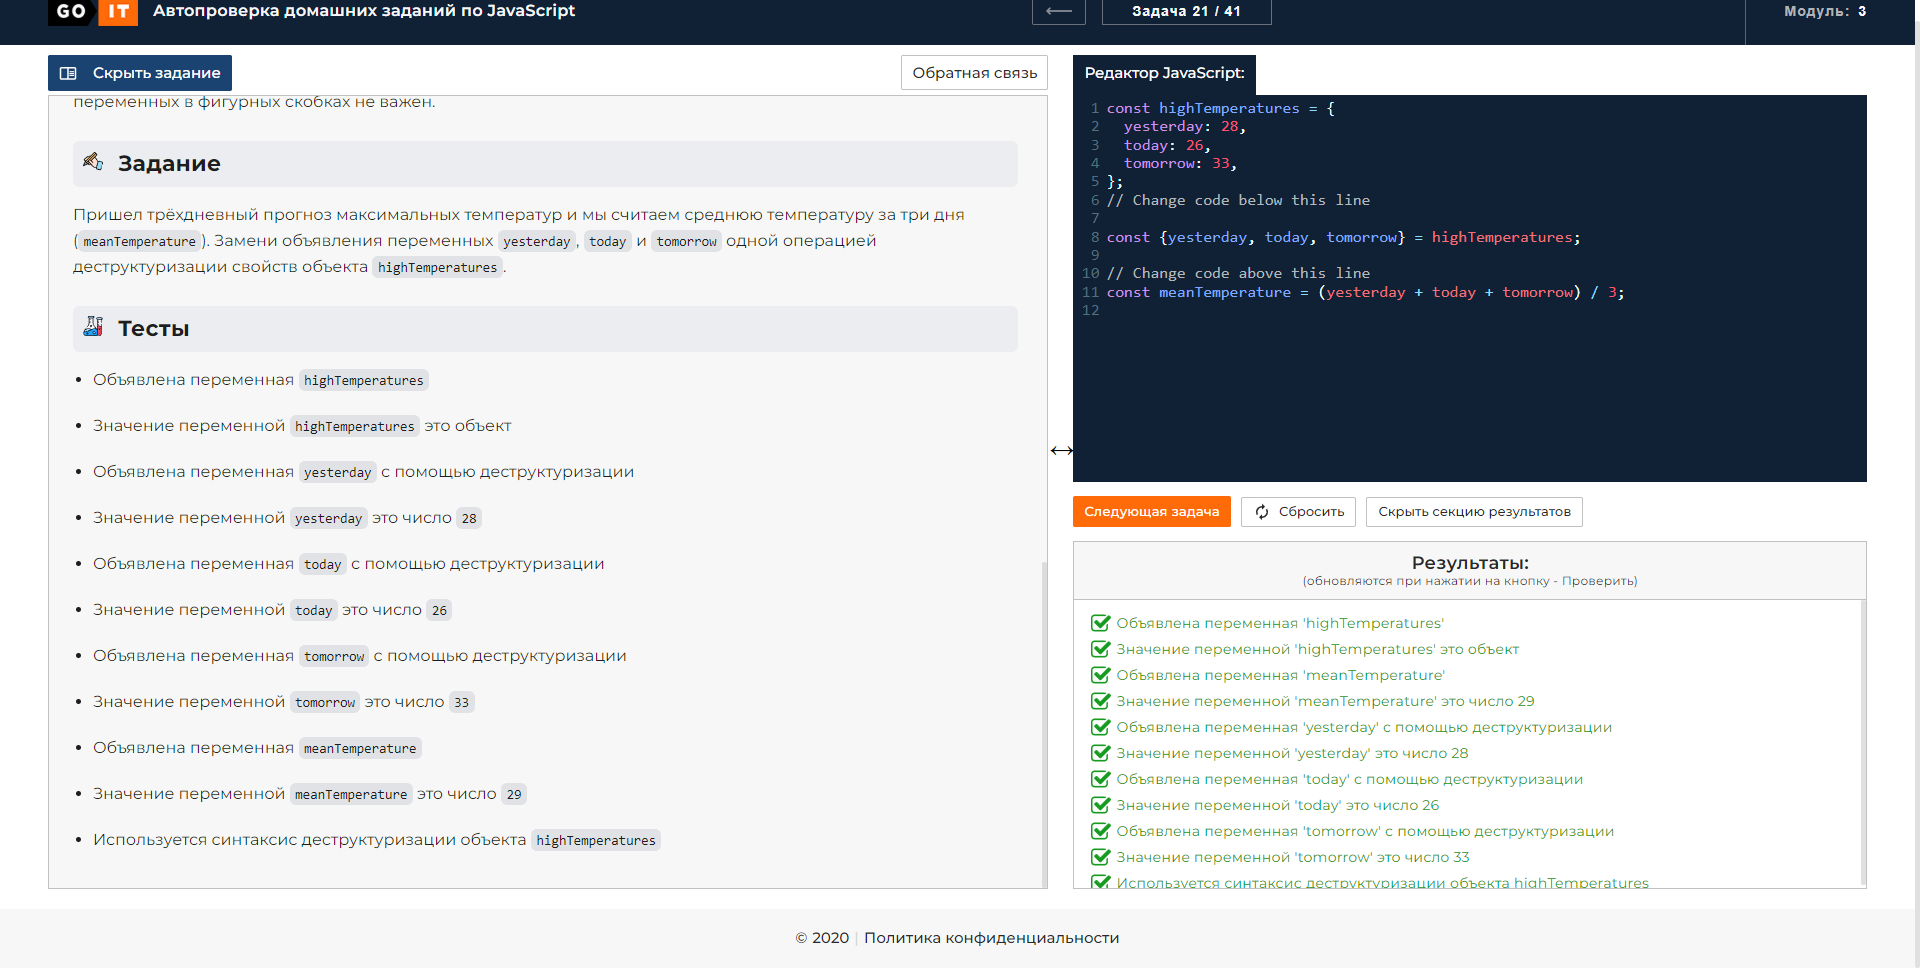 GO IT Автопроверка домашних заданий по JavaScript
Задача 21 / 41
Модуль: 3
Скрыть задание
Обратная связь
переменных в фигурных скобках не важен.
Задание
Пришел трёхдневный прогноз максимальных температур и мы считаем среднюю температуру за три дня
(meanTemperature). Замени объявления переменных yesterday, today и tomorrow одной операцией
деструктуризации свойств объекта highTemperatures.
Тесты
• Объявлена переменная highTemperatures
• Значение переменной highTemperatures это объект
• Объявлена переменная yesterday с помощью деструктуризации
• Значение переменной yesterday это число 28
• Объявлена переменная today с помощью деструктуризации
• Значение переменной today это число 26
• Объявлена переменная tomorrow с помощью деструктуризации
• Значение переменной tomorrow это число 33
• Объявлена переменная meanTemperature
• Значение переменной meanTemperature это число 29
• Используется синтаксис деструктуризации объекта highTemperatures
Редактор JavaScript:
1 const highTemperatures = {
2   yesterday: 28,
3   today: 26,
4   tomorrow: 33,
5 };
6 // Change code below this line
7
8 const {yesterday, today, tomorrow} = highTemperatures;
9
10 // Change code above this line
11 const meanTemperature = (yesterday + today + tomorrow) / 3;
12
Следующая задача
Сбросить
Скрыть секцию результатов
Результаты:
(обновляются при нажатии на кнопку - Проверить)
Объявлена переменная 'highTemperatures'
Значение переменной 'highTemperatures' это объект
Объявлена переменная 'meanTemperature'
Значение переменной 'meanTemperature' это число 29
Объявлена переменная 'yesterday' с помощью деструктуризации
Значение переменной 'yesterday' это число 28
Объявлена переменная 'today' с помощью деструктуризации
Значение переменной 'today' это число 26
Объявлена переменная 'tomorrow' с помощью деструктуризации
Значение переменной 'tomorrow' это число 33
Используется синтаксис деструктуризации объекта highTemperatures
© 2020 | Политика конфиденциальности